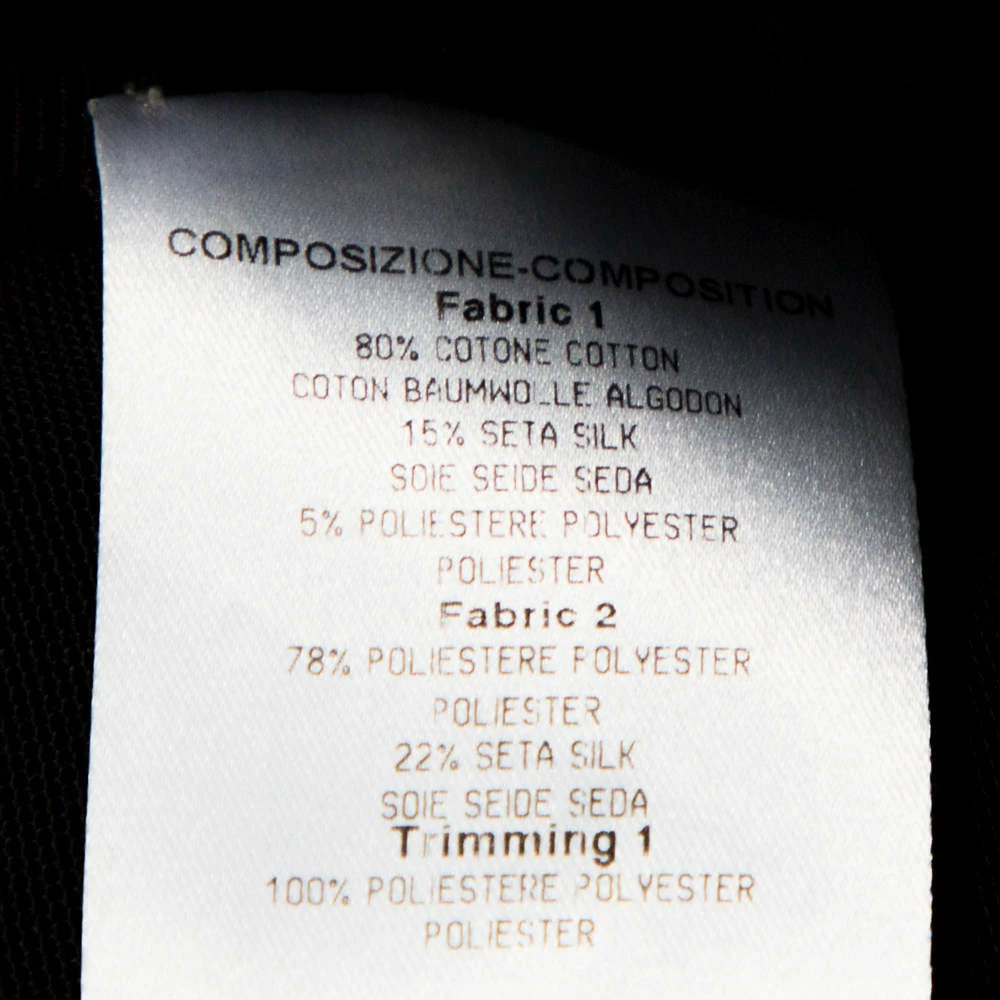 COMPOSIZIONE-COMPOSITION
Fabric 1
80% COTONE COTTON
COTON BAUMWOLLE ALGODON
15% SETA SILK
SOIE SEIDE SEDA
5% POLIESTERE POLYESTER
POLIESTER
Fabric 2
78% POLIESTERE POLYESTER
POLIESTER
22% SETA SILK
SOIE SEIDE SEDA
Trimming 1
100% POLIESTERE POLYESTER
POLIESTER